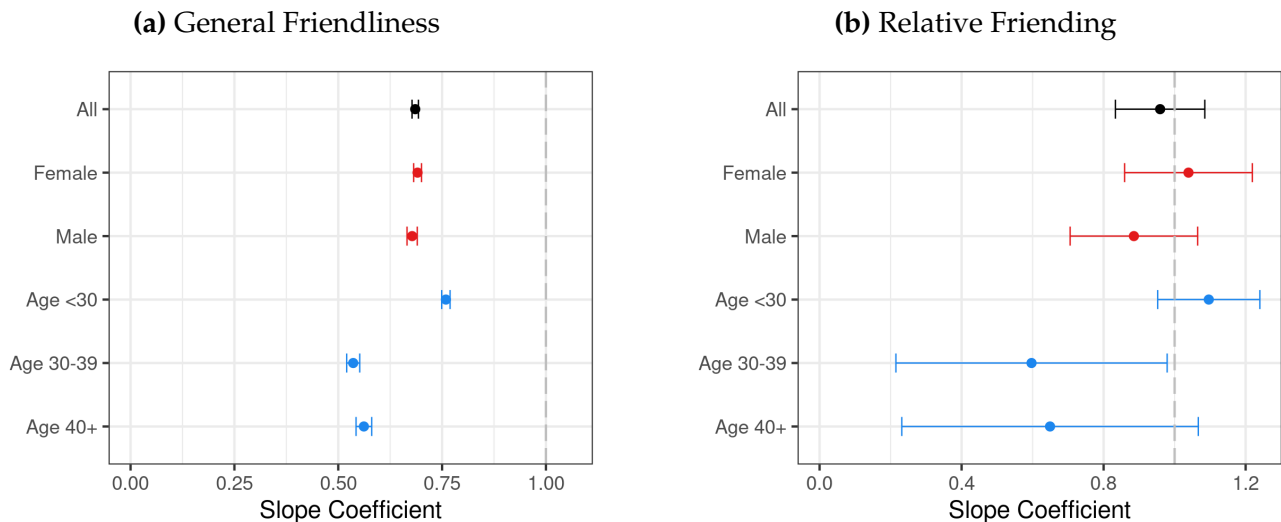 (a) General Friendliness
All
Female
Male
Age <30
Age 30-39
Age 40+
0.00 0.25 0.50 0.75 1.00
Slope Coefficient
(b) Relative Friending
All
Female
Male
Age <30
Age 30-39
Age 40+
0.0 0.4 0.8 1.2
Slope Coefficient